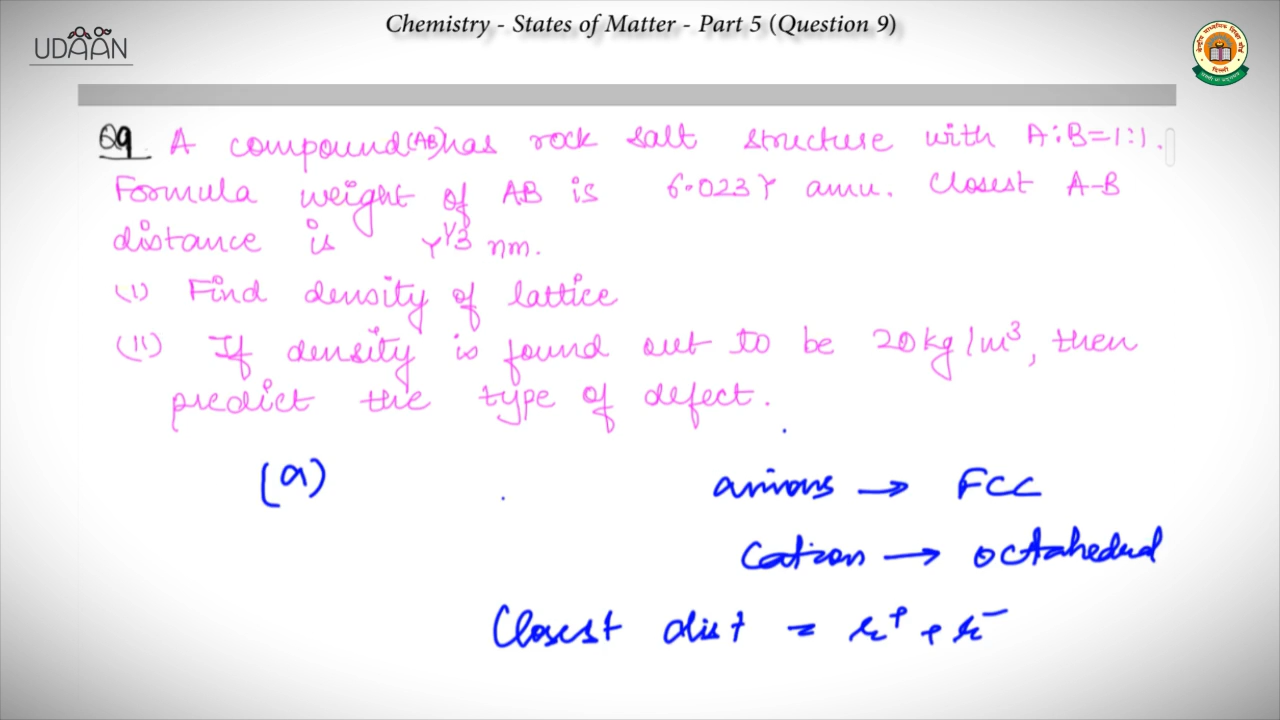 Chemistry - States of Matter - Part 5 (Question 9)
UDAAN
Q9 A compound (AB) has rock salt structure with A:B=1:1.
Formula weight of AB is 6.023Y amu. Closest A-B
distance is Y^1/3 nm.
(I) Find density of lattice
(II) If density is found out to be 20kg/m³, then
predict the type of defect.
(a) anions → FCC
Cation → octahedral
Closest dist = r⁺ + r⁻